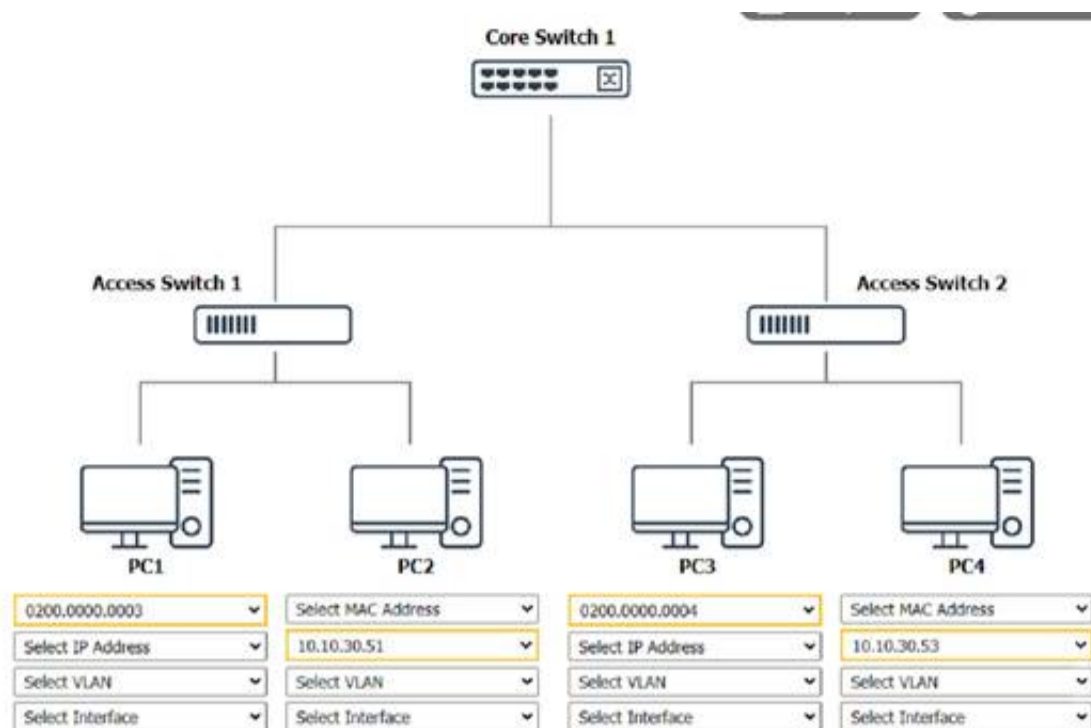 Core Switch 1
Access Switch 1
Access Switch 2
PC1
PC2
PC3
PC4
0200.0000.0003
Select MAC Address
0200.0000.0004
Select MAC Address
Select IP Address
10.10.30.51
Select IP Address
10.10.30.53
Select VLAN
Select VLAN
Select VLAN
Select VLAN
Select Interface
Select Interface
Select Interface
Select Interface